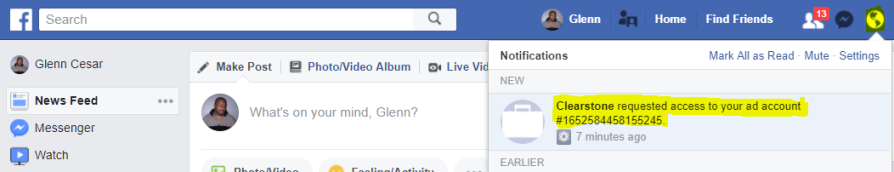 f Search Glenn Home Find Friends 13
Glenn Cesar
News Feed
Messenger
Watch
Make Post Photo/Video Album Live Vid
What's on your mind, Glenn?
Photo/Video Feeling/Activity
Notifications Mark All as Read · Mute · Settings
NEW
Clearstone requested access to your ad account
#1652584458155245.
7 minutes ago
EARLIER